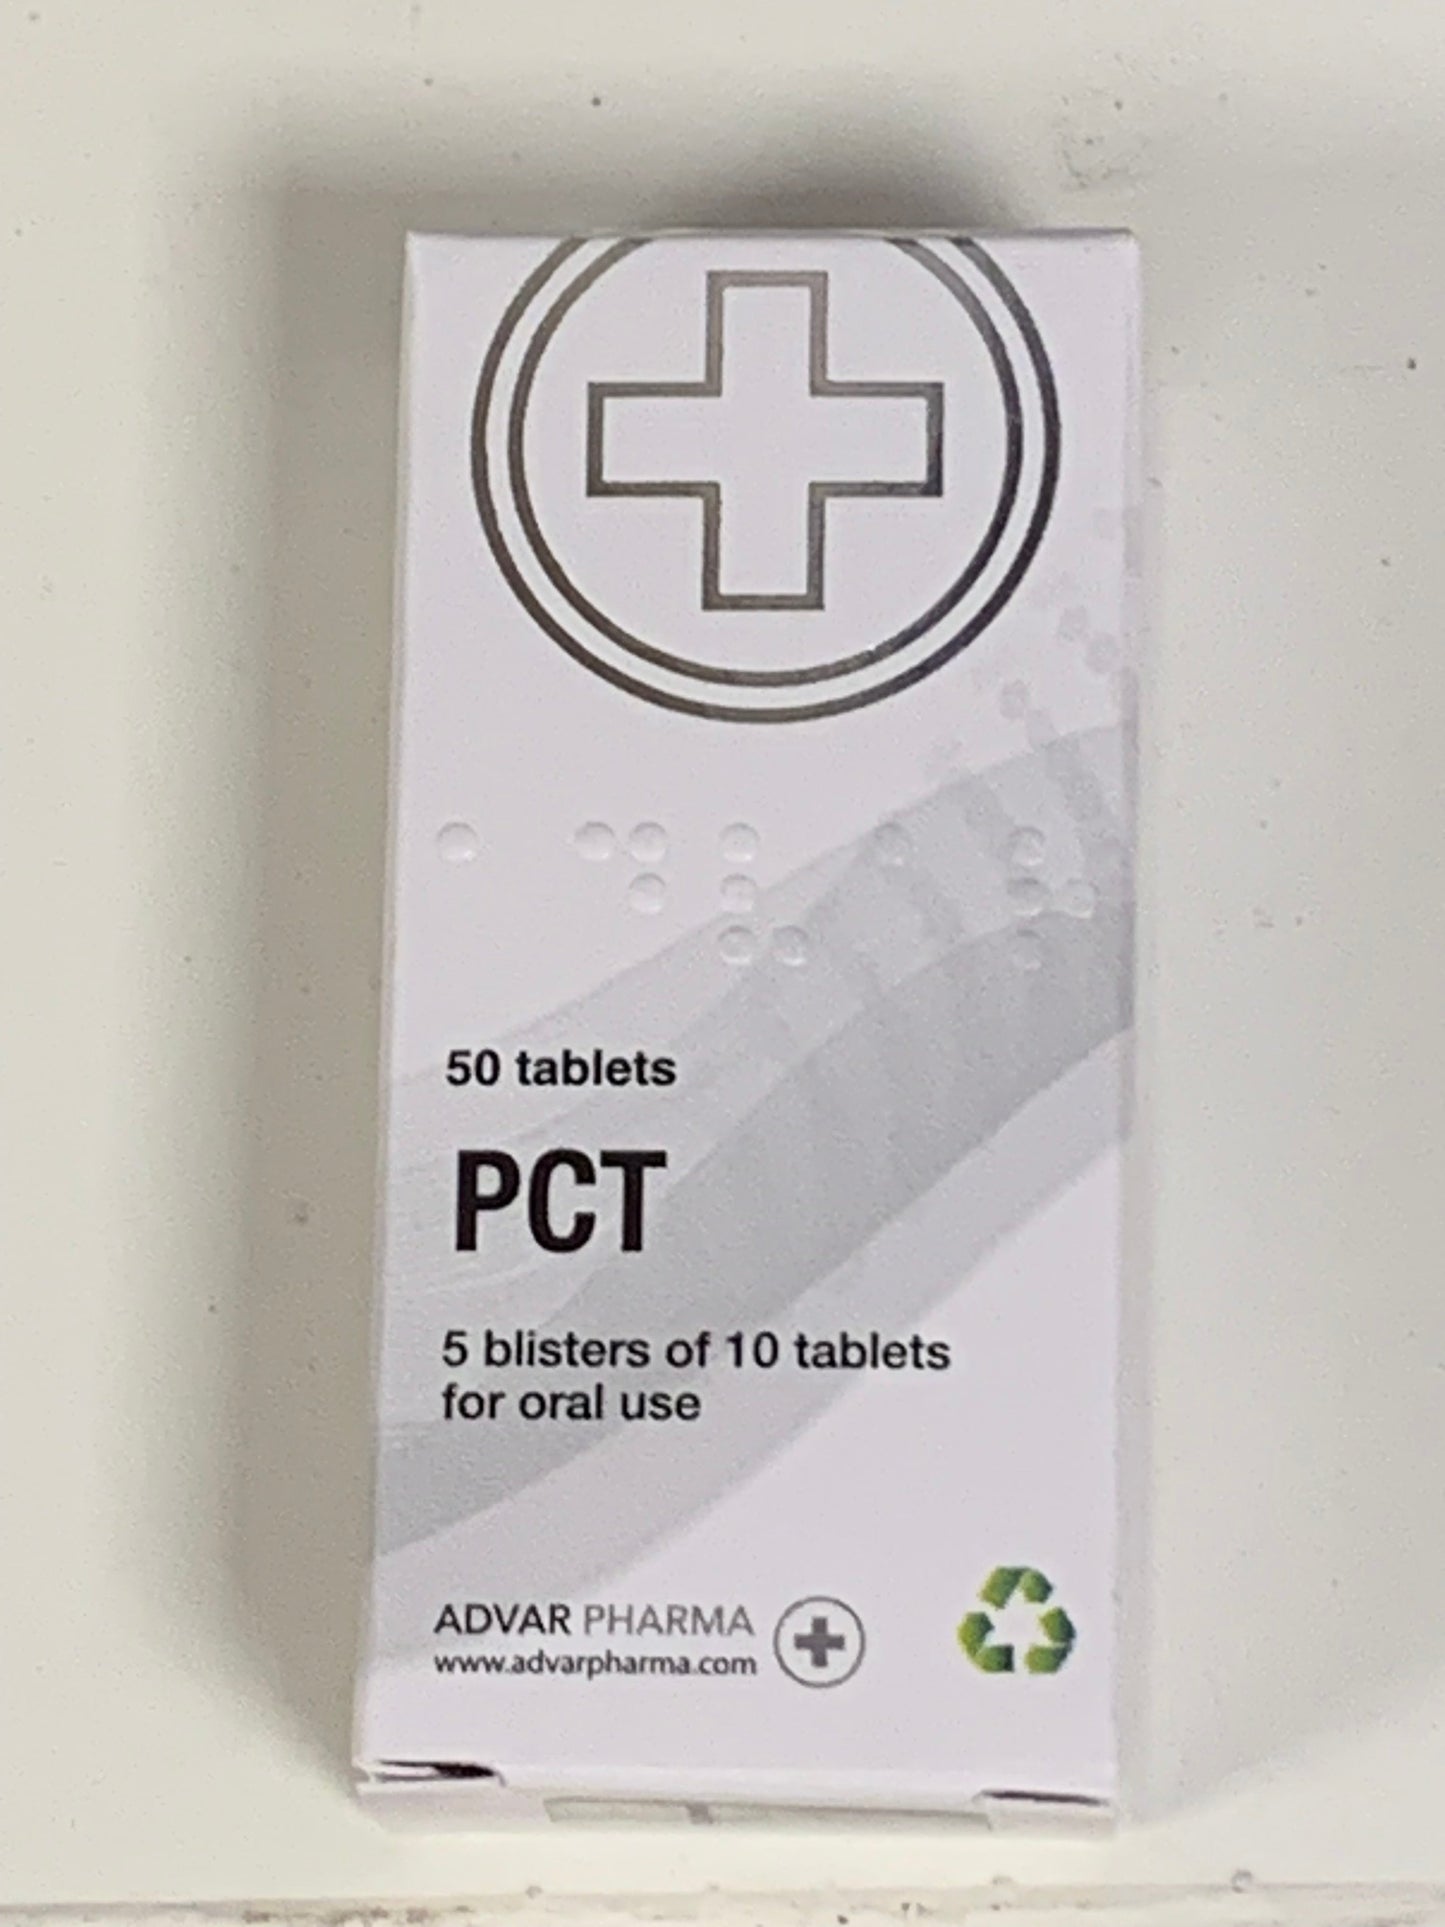 50 tablets
PCT
5 blisters of 10 tablets
for oral use
ADVAR PHARMA
www.advarpharma.com